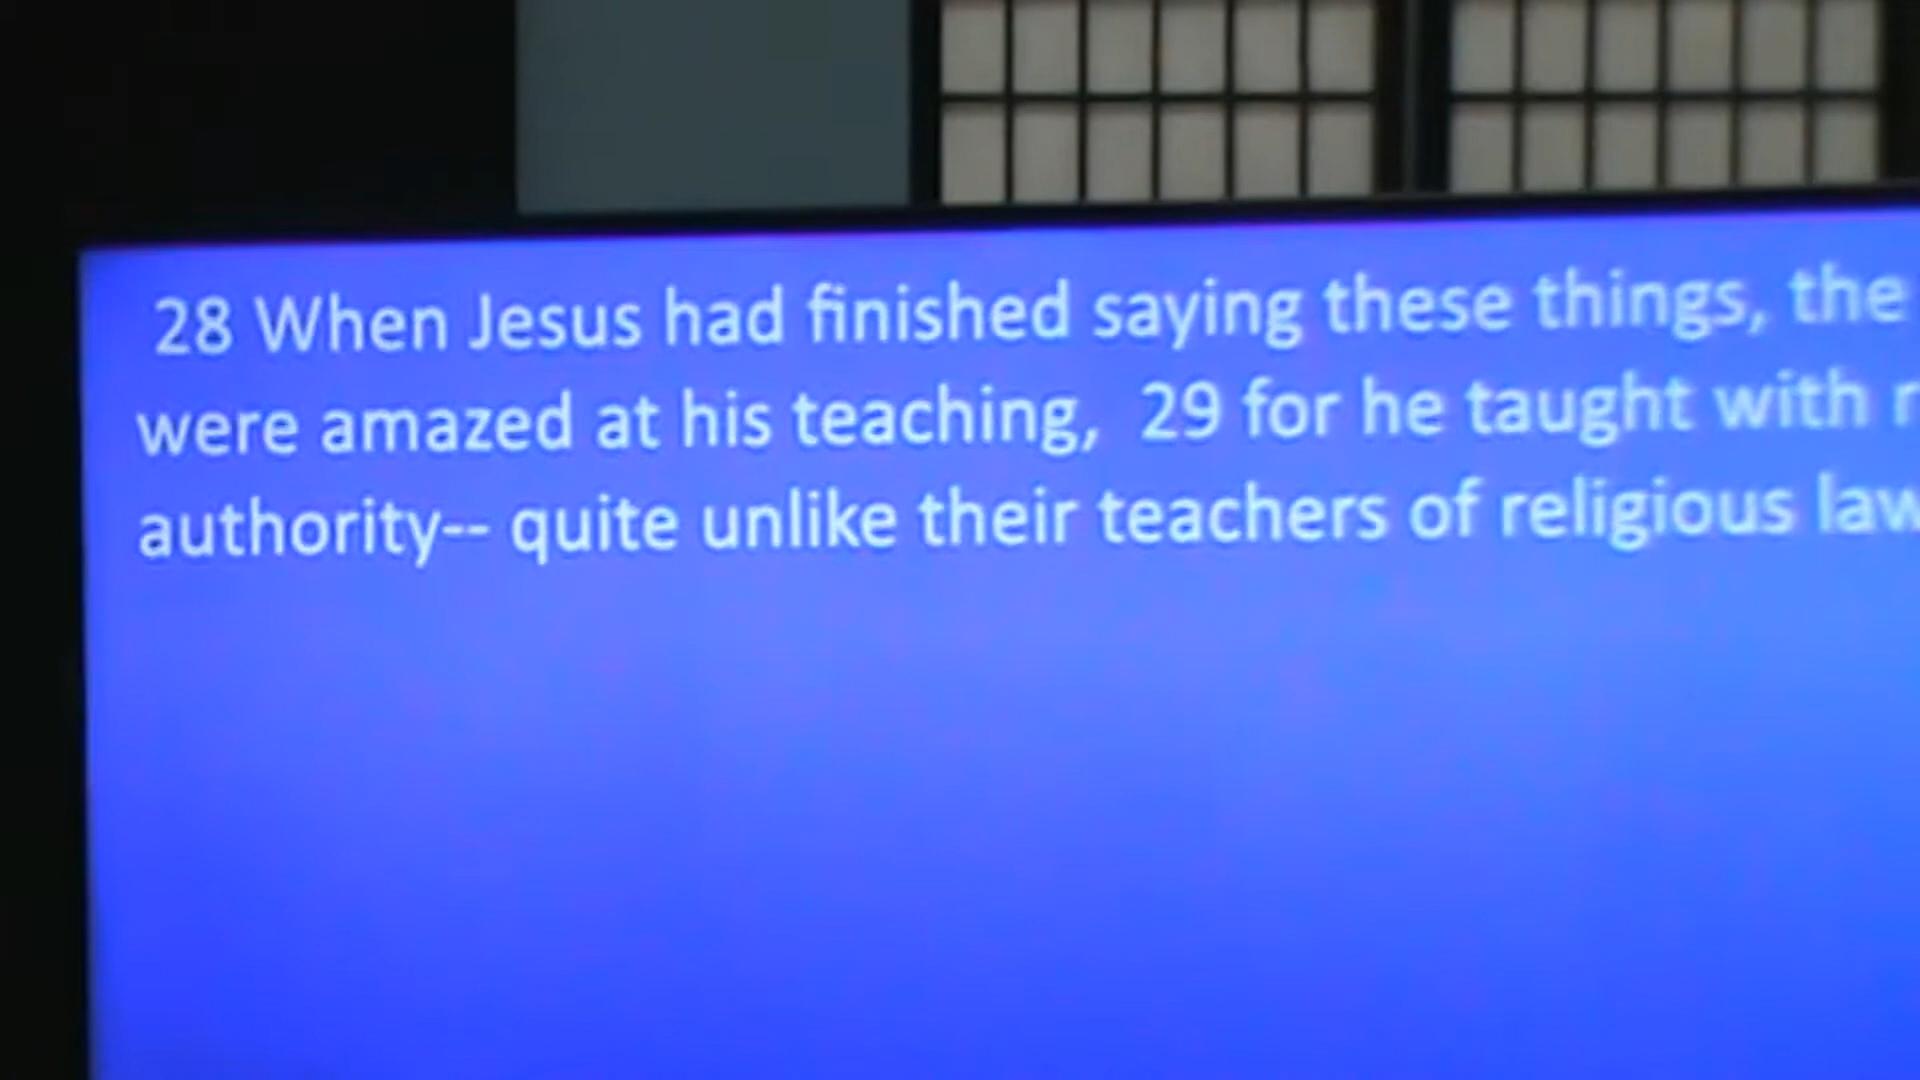 28 When Jesus had finished saying these things, the
were amazed at his teaching, 29 for he taught with
authority-- quite unlike their teachers of religious law